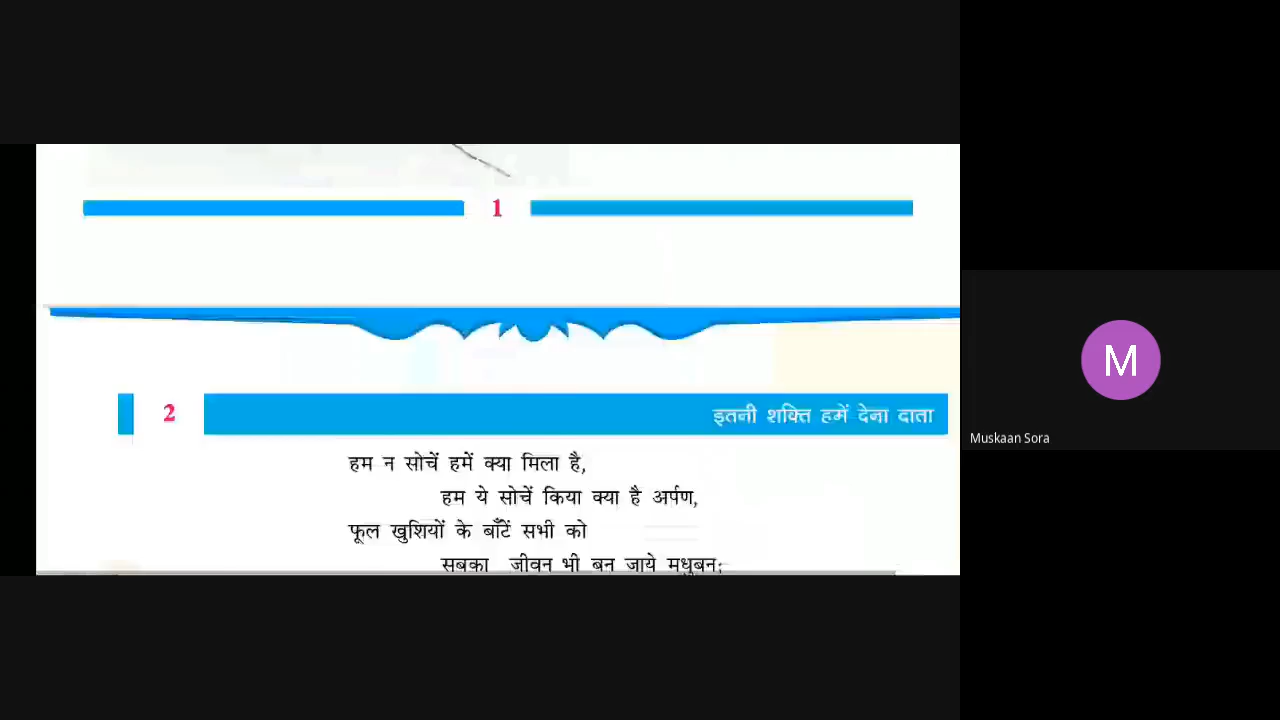 1
2
इतनी शक्ति हमें देना दाता
हम न सोचें हमें क्या मिला है,
हम ये सोचें किया क्या है अर्पण,
फूल खुशियों के बाँटें सभी को
सबका जीवन भी बन जाये मधुबन;
M
Muskaan Sora